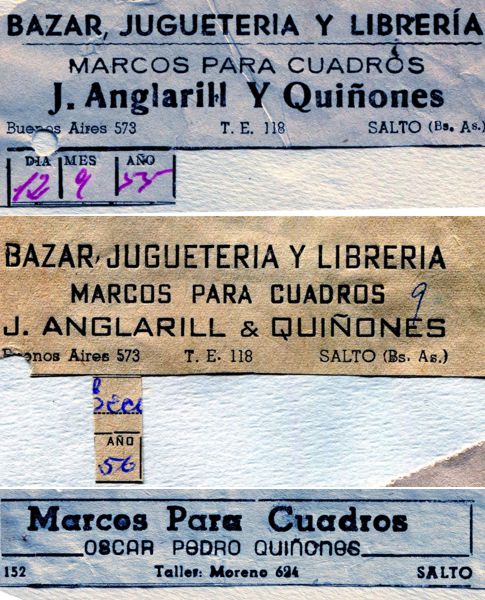 BAZAR, JUGUETERIA Y LIBRERÍA
MARCOS PARA CUADROS
J. Anglarill Y Quiñones
Buenos Aires 573 T. E. 118 SALTO (Bs. As.)
DIA MES AÑO
12 9 55
BAZAR, JUGUETERIA Y LIBRERIA
MARCOS PARA CUADROS 9
J. ANGLARILL & QUIÑONES
Buenos Aires 573 T. E. 118 SALTO (Bs. As.)
AÑO
56
Marcos Para Cuadros
OSCAR PEDRO QUIÑONES
152 Taller: Moreno 624 SALTO